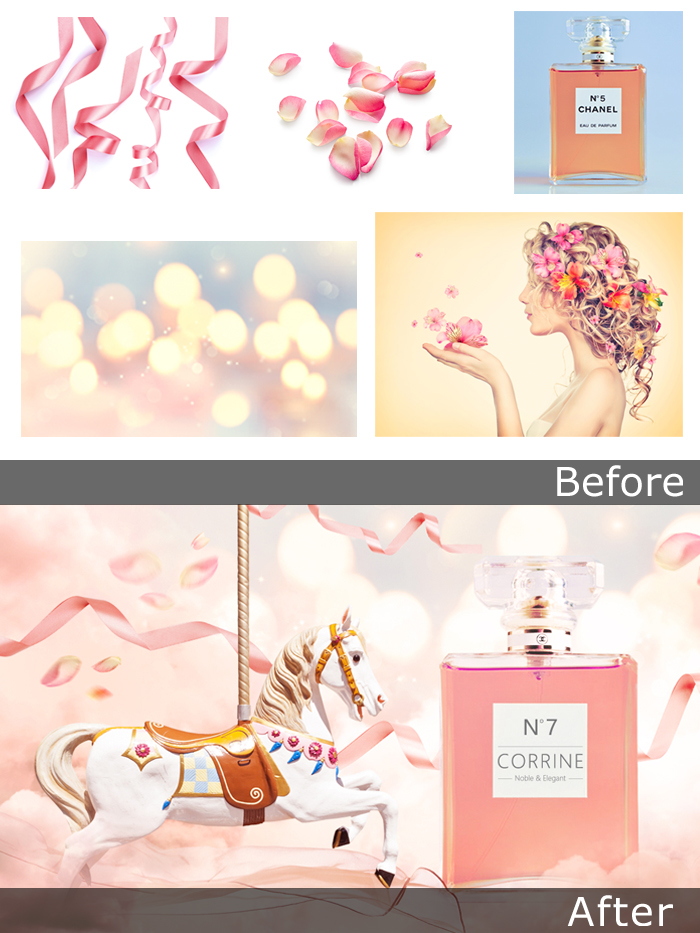 N°5
CHANEL
EAU DE PARFUM
Before
N°7
CORRINE
Noble & Elegant
After